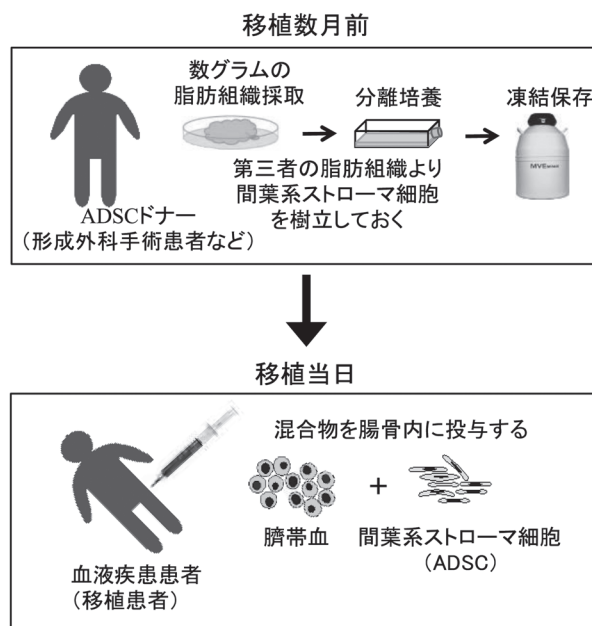 移植数月前
数グラムの
脂肪組織採取
分離培養
凍結保存
MVE
第三者の脂肪組織より
間葉系ストローマ細胞
を樹立しておく
ADSCドナー
(形成外科手術患者など)
移植当日
混合物を腸骨内に投与する
+
臍帯血
間葉系ストローマ細胞
(ADSC)
血液疾患患者
(移植患者)